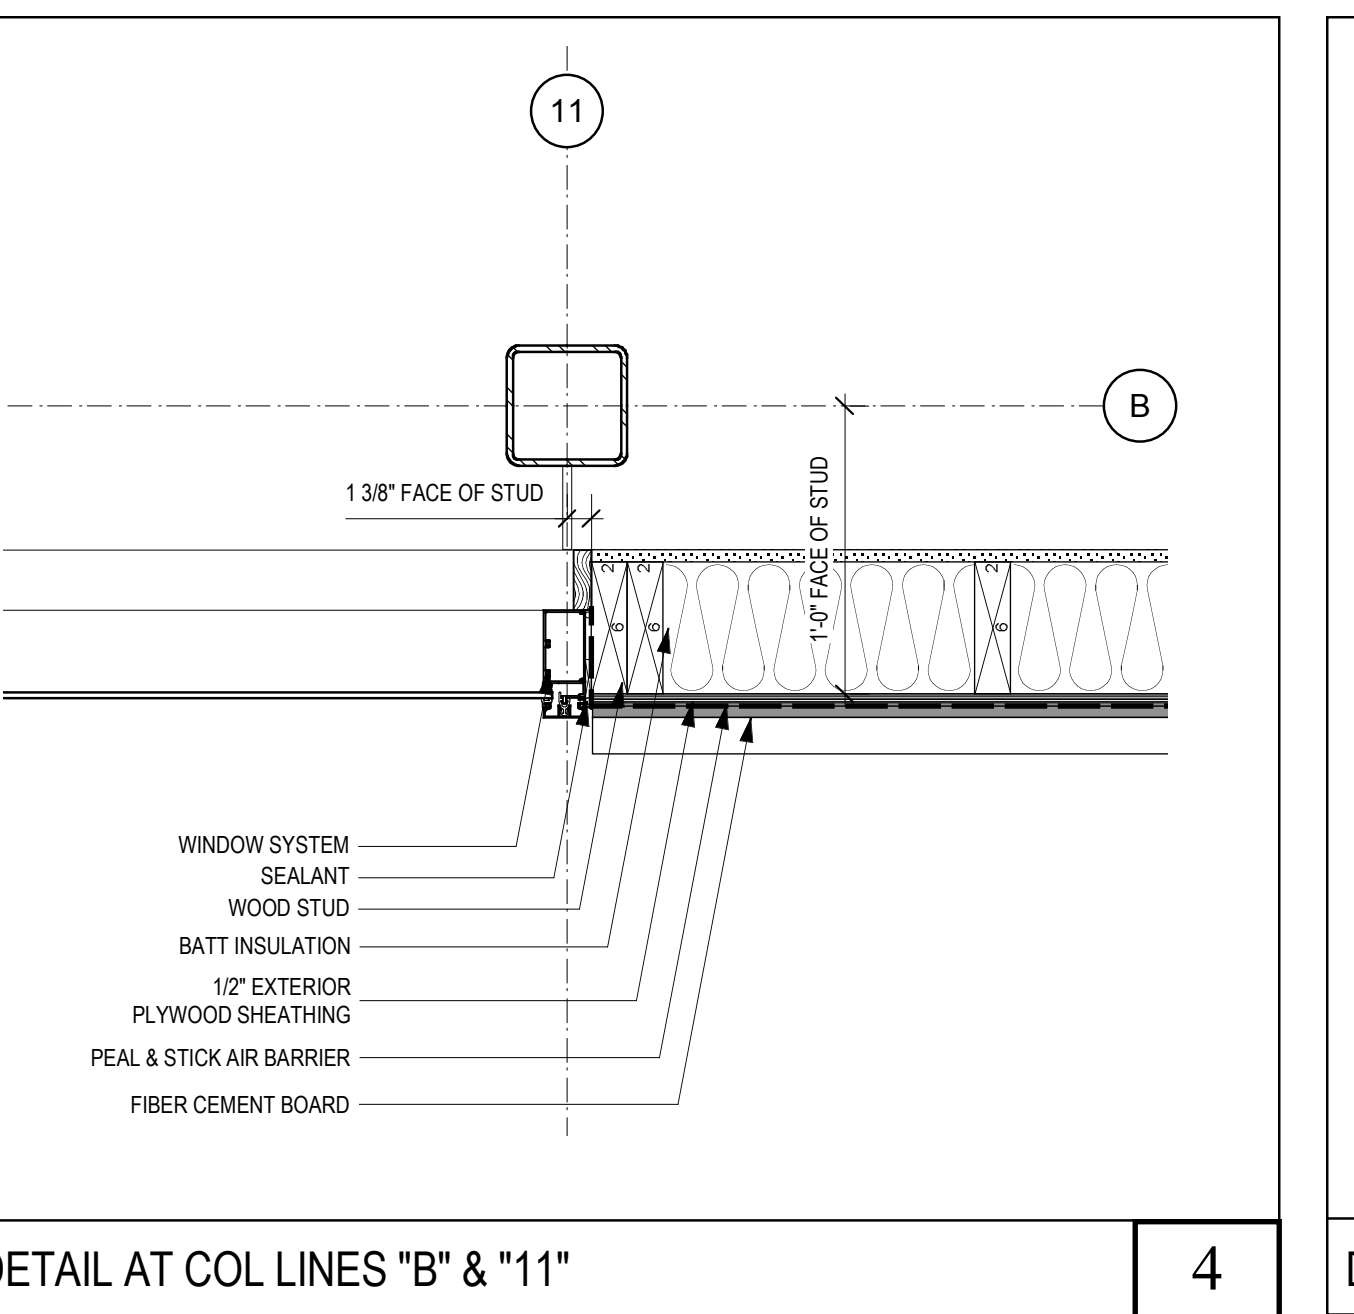 11
B
1 3/8" FACE OF STUD
1'-0" FACE OF STUD
2
2
2
6
6
6
WINDOW SYSTEM
SEALANT
WOOD STUD
BATT INSULATION
1/2" EXTERIOR
PLYWOOD SHEATHING
PEAL & STICK AIR BARRIER
FIBER CEMENT BOARD
DETAIL AT COL LINES "B" & "11"
4